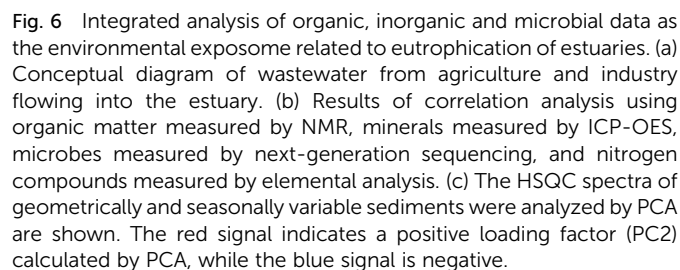 Fig. 6 Integrated analysis of organic, inorganic and microbial data as
the environmental exposome related to eutrophication of estuaries. (a)
Conceptual diagram of wastewater from agriculture and industry
flowing into the estuary. (b) Results of correlation analysis using
organic matter measured by NMR, minerals measured by ICP-OES,
microbes measured by next-generation sequencing, and nitrogen
compounds measured by elemental analysis. (c) The HSQC spectra of
geometrically and seasonally variable sediments were analyzed by PCA
are shown. The red signal indicates a positive loading factor (PC2)
calculated by PCA, while the blue signal is negative.